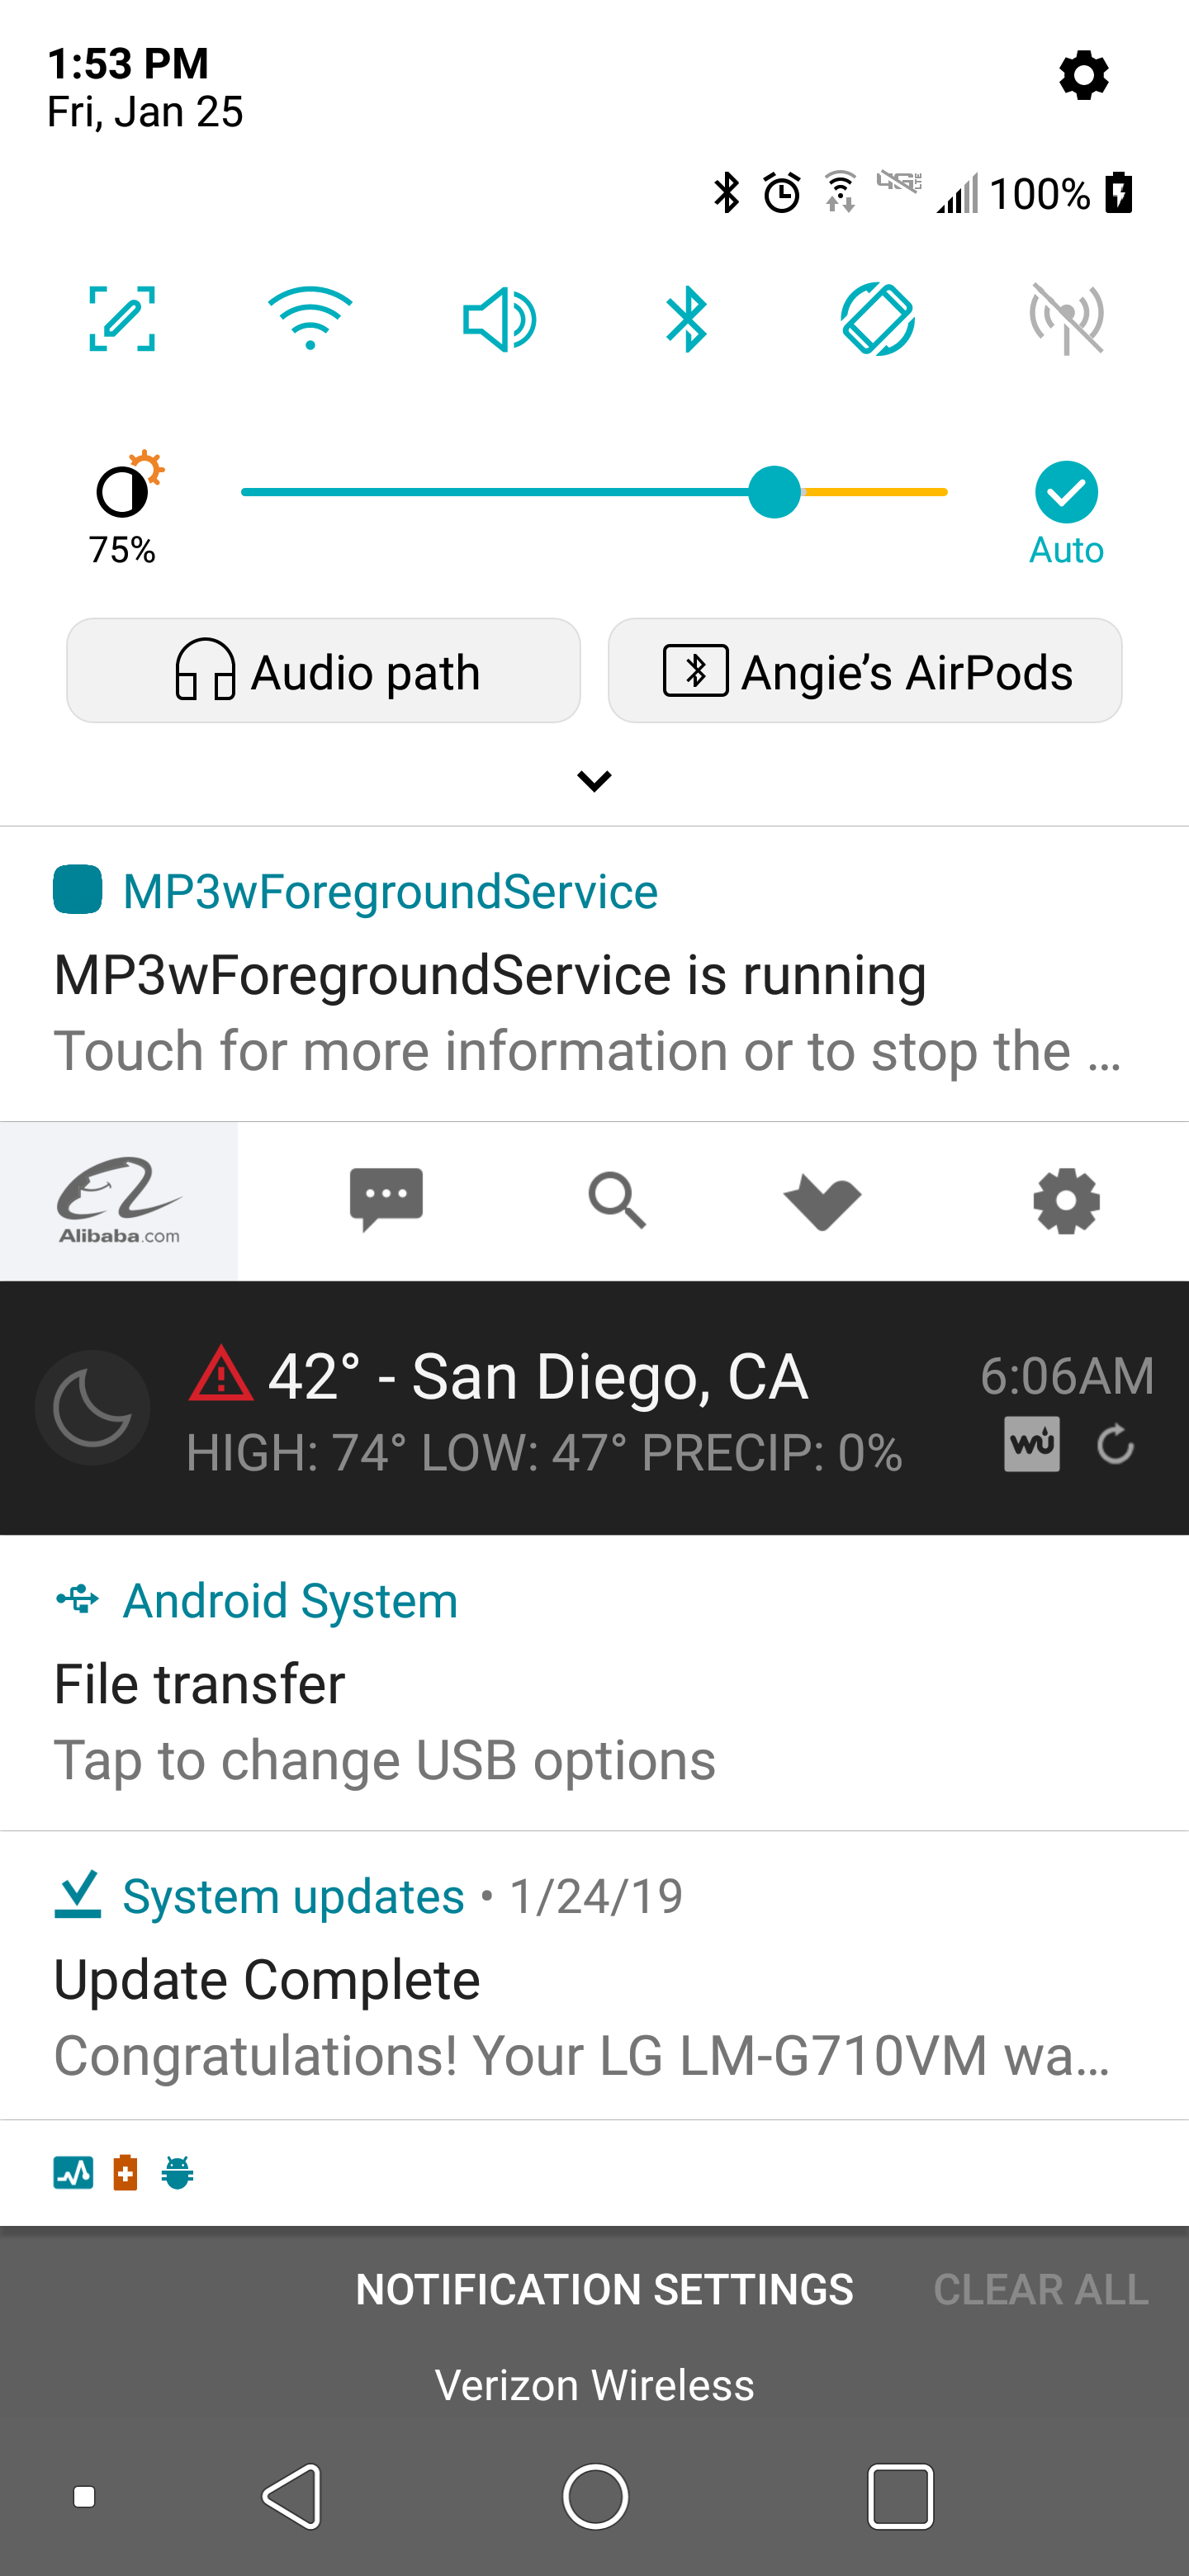 1:53 PM
Fri, Jan 25
4G LTE 100%
75%
Auto
Audio path
Angie’s AirPods
MP3wForegroundService
MP3wForegroundService is running
Touch for more information or to stop the ...
Alibaba.com
42° - San Diego, CA
6:06AM
HIGH: 74° LOW: 47° PRECIP: 0%
wu
Android System
File transfer
Tap to change USB options
System updates • 1/24/19
Update Complete
Congratulations! Your LG LM-G710VM wa...
NOTIFICATION SETTINGS
CLEAR ALL
Verizon Wireless